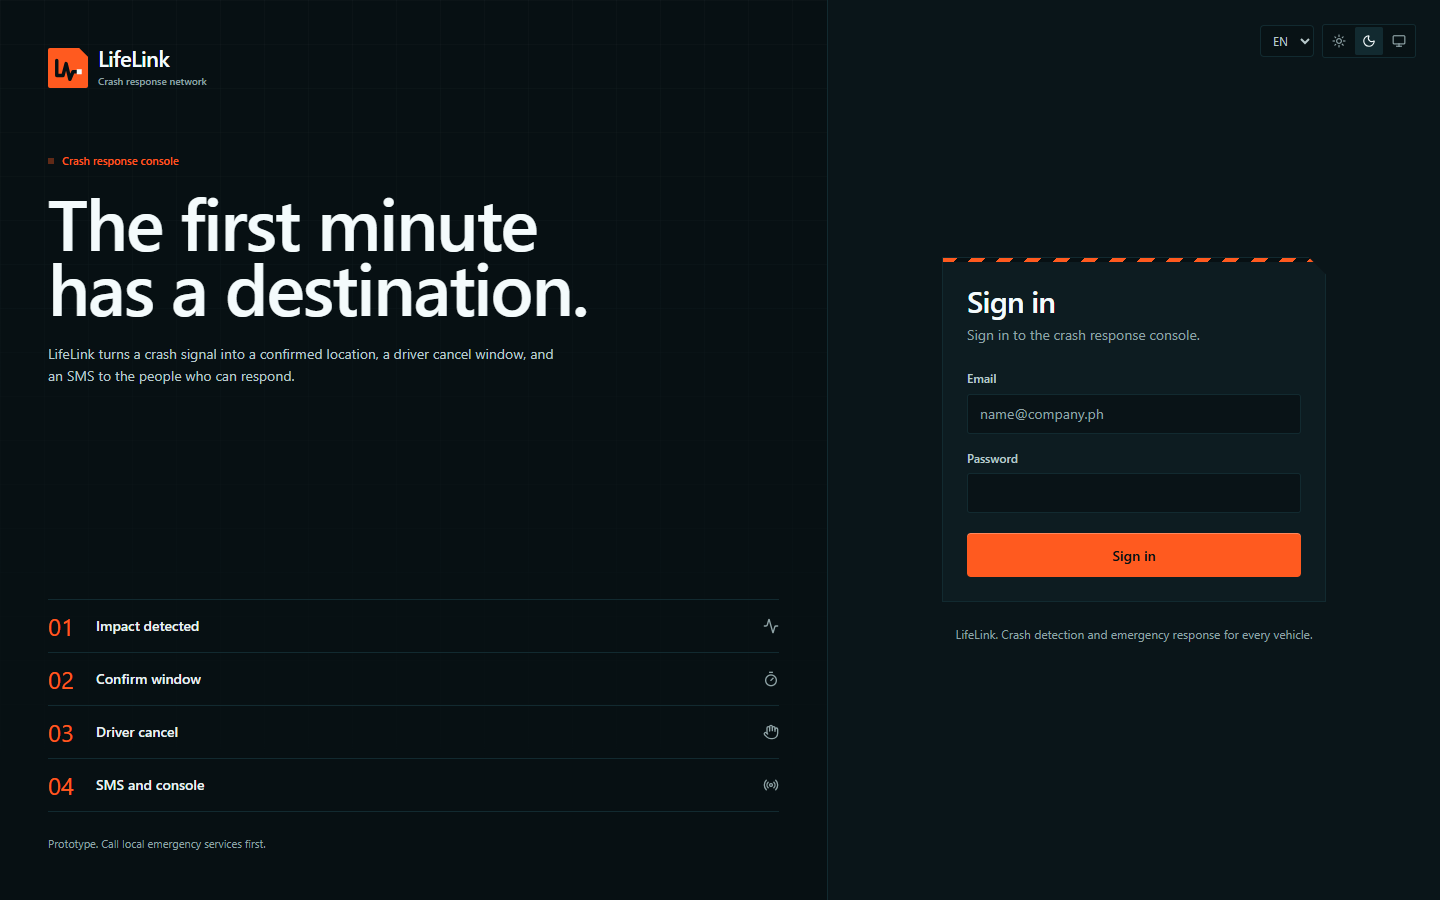 LifeLink
Crash response network
Crash response console
The first minute
has a destination.
LifeLink turns a crash signal into a confirmed location, a driver cancel window, and
an SMS to the people who can respond.
01 Impact detected
02 Confirm window
03 Driver cancel
04 SMS and console
Prototype. Call local emergency services first.
EN
Sign in
Sign in to the crash response console.
Email
name@company.ph
Password
Sign in
LifeLink. Crash detection and emergency response for every vehicle.